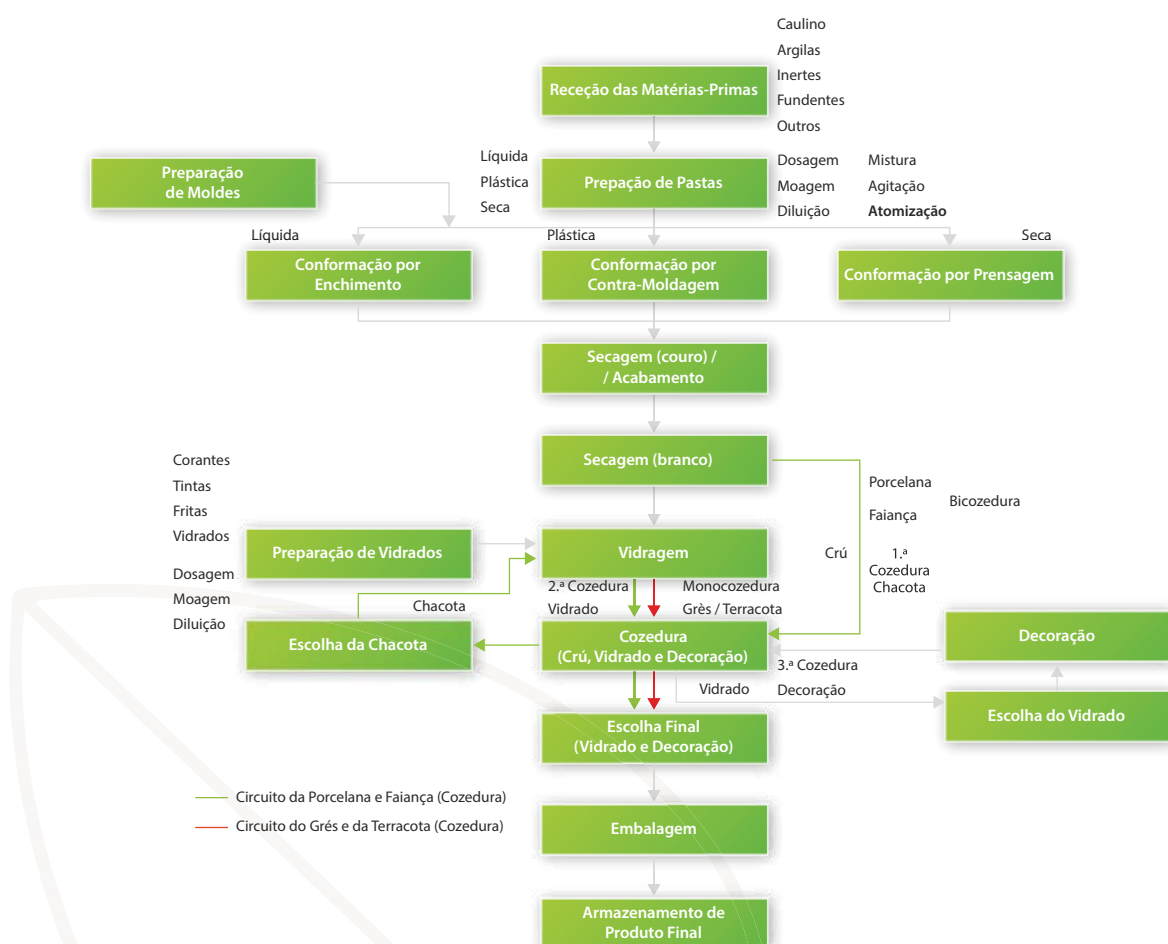 Caulino
Argilas
Inertes
Fundentes
Outros
Receção das Matérias-Primas
Líquida
Plástica
Seca
Prepação de Pastas
Dosagem Mistura
Moagem Agitação
Diluição Atomização
Preparação
de Moldes
Líquida
Plástica
Seca
Conformação por
Enchimento
Conformação por
Contra-Moldagem
Conformação por Prensagem
Secagem (couro) /
/ Acabamento
Secagem (branco)
Corantes
Tintas
Fritas
Vidrados
Dosagem
Moagem
Diluição
Preparação de Vidrados
Vidragem
Porcelana
Faiança
Bicozedura
Crú
1.ª
Cozedura
Chacota
2.ª Cozedura
Vidrado
Monocozedura
Grès / Terracota
Chacota
Escolha da Chacota
Cozedura
(Crú, Vidrado e Decoração)
Decoração
3.ª Cozedura
Decoração
Vidrado
Escolha do Vidrado
Escolha Final
(Vidrado e Decoração)
Circuito da Porcelana e Faiança (Cozedura)
Circuito do Grés e da Terracota (Cozedura)
Embalagem
Armazenamento de
Produto Final